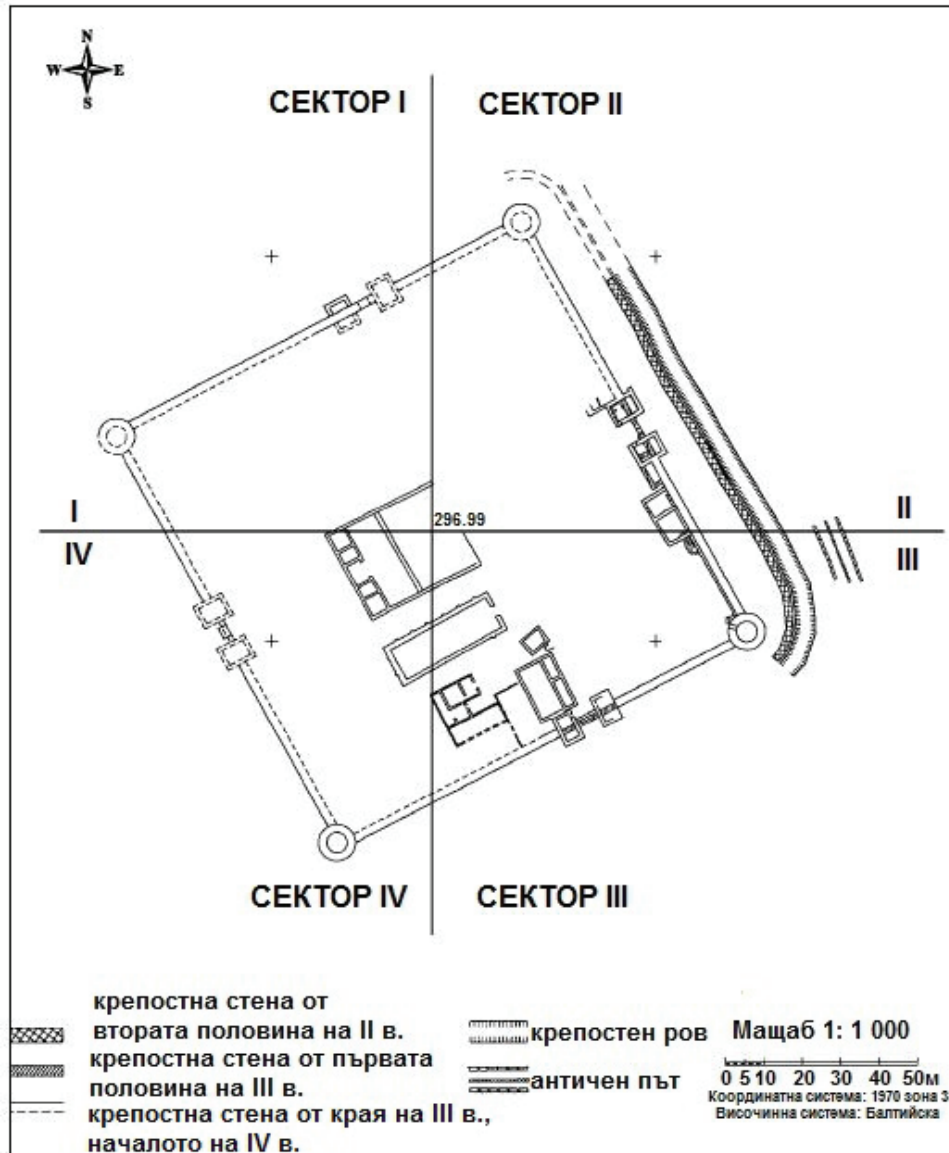 N
W E
S
СЕКТОР I СЕКТОР II
I 296.99 II
IV III
СЕКТОР IV СЕКТОР III
крепостна стена от
втората половина на II в.
крепостна стена от първата
половина на III в.
крепостна стена от края на III в.,
началото на IV в.
крепостен ров
античен път
Мащаб 1: 1 000
0 5 10 20 30 40 50м
Координатна система: 1970 зона 3
Височинна система: Балтийска